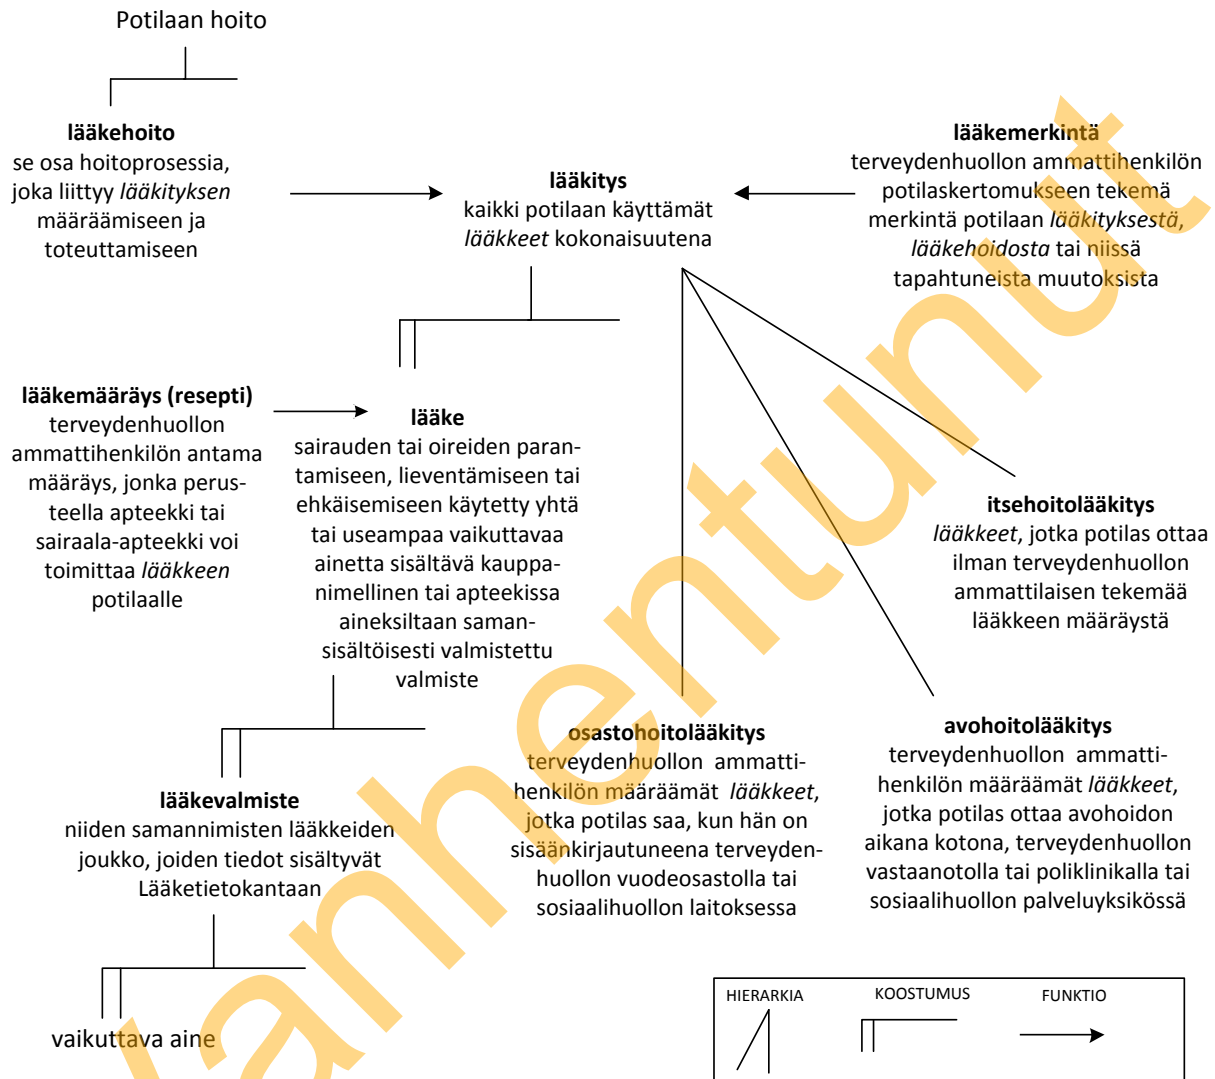 Potilaan hoito
lääkehoito
se osa hoitoprosessia,
joka liittyy lääkityksen
määräämiseen ja
toteuttamiseen
lääkitys
kaikki potilaan käyttämät
lääkkeet kokonaisuutena
lääkemerkintä
terveydenhuollon ammattihenkilön
potilaskertomukseen tekemä
merkintä potilaan lääkityksestä,
lääkehoidosta tai niissä
tapahtuneista muutoksista
lääkemääräys (resepti)
terveydenhuollon
ammattihenkilön antama
määräys, jonka perus-
teella apteekki tai
sairaala-apteekki voi
toimittaa lääkkeen
potilaalle
lääke
sairauden tai oireiden paran-
tamiseen, lieventämiseen tai
ehkäisemiseen käytetty yhtä
tai useampaa vaikuttavaa
ainetta sisältävä kauppa-
nimellinen tai apteekissa
aineksiltaan saman-
sisältöisesti valmistettu
valmiste
itsehoitolääkitys
lääkkeet, jotka potilas ottaa
ilman terveydenhuollon
ammattilaisen tekemää
lääkkeen määräystä
osastohoitolääkitys
terveydenhuollon ammatti-
henkilön määräämät lääkkeet,
jotka potilas saa, kun hän on
sisäänkirjautuneena terveyden-
huollon vuodeosastolla tai
sosiaalihuollon laitoksessa
avohoitolääkitys
terveydenhuollon ammatti-
henkilön määräämät lääkkeet,
jotka potilas ottaa avohoidon
aikana kotona, terveydenhuollon
vastaanotolla tai poliklinikalla tai
sosiaalihuollon palveluyksikössä
lääkevalmiste
niiden samannimisten lääkkeiden
joukko, joiden tiedot sisältyvät
Lääketietokantaan
vaikuttava aine
HIERARKIA KOOSTUMUS FUNKTIO
Vanhentunut